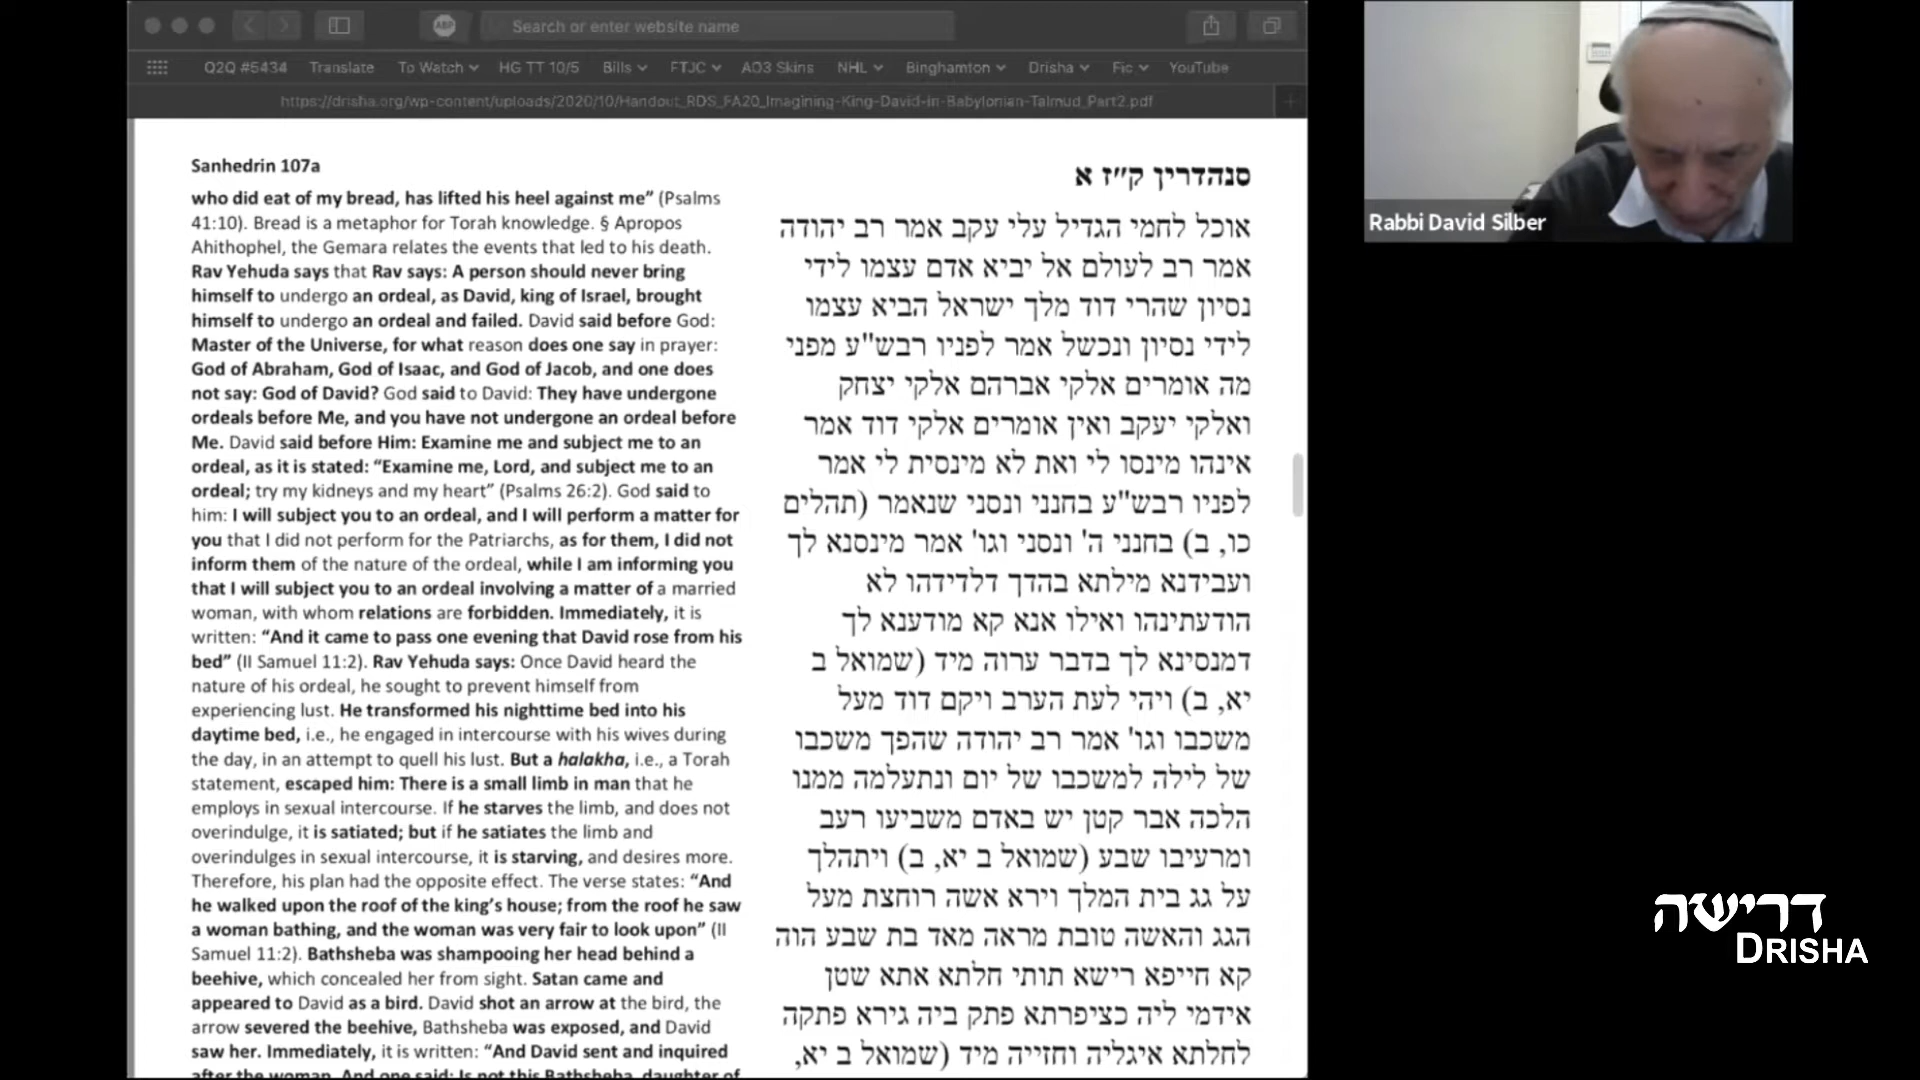 Search or enter website name
Q2Q #5434 Translate To Watch HG TT 10/5 Bills FTJC AO3 Skins NHL Binghamton Drisha Fic YouTube
https://drisha.org/wp-content/uploads/2020/10/Handout_RDS_FA20_Imagining-King-David-in-Babylonian-Talmud_Part2.pdf
Sanhedrin 107a
who did eat of my bread, has lifted his heel against me” (Psalms
41:10). Bread is a metaphor for Torah knowledge. § Apropos
Ahithophel, the Gemara relates the events that led to his death.
Rav Yehuda says that Rav says: A person should never bring
himself to undergo an ordeal, as David, king of Israel, brought
himself to undergo an ordeal and failed. David said before God:
Master of the Universe, for what reason does one say in prayer:
God of Abraham, God of Isaac, and God of Jacob, and one does
not say: God of David? God said to David: They have undergone
ordeals before Me, and you have not undergone an ordeal before
Me. David said before Him: Examine me and subject me to an
ordeal, as it is stated: “Examine me, Lord, and subject me to an
ordeal; try my kidneys and my heart” (Psalms 26:2). God said to
him: I will subject you to an ordeal, and I will perform a matter for
you that I did not perform for the Patriarchs, as for them, I did not
inform them of the nature of the ordeal, while I am informing you
that I will subject you to an ordeal involving a matter of a married
woman, with whom relations are forbidden. Immediately, it is
written: “And it came to pass one evening that David rose from his
bed” (II Samuel 11:2). Rav Yehuda says: Once David heard the
nature of his ordeal, he sought to prevent himself from
experiencing lust. He transformed his nighttime bed into his
daytime bed, i.e., he engaged in intercourse with his wives during
the day, in an attempt to quell his lust. But a halakha, i.e., a Torah
statement, escaped him: There is a small limb in man that he
employs in sexual intercourse. If he starves the limb, and does not
overindulge, it is satiated; but if he satiates the limb and
overindulges in sexual intercourse, it is starving, and desires more.
Therefore, his plan had the opposite effect. The verse states: “And
he walked upon the roof of the king’s house; from the roof he saw
a woman bathing, and the woman was very fair to look upon” (II
Samuel 11:2). Bathsheba was shampooing her head behind a
beehive, which concealed her from sight. Satan came and
appeared to David as a bird. David shot an arrow at the bird, the
arrow severed the beehive, Bathsheba was exposed, and David
saw her. Immediately, it is written: “And David sent and inquired
after the woman. And one said: Is not this Bathsheba, daughter of
סנהדרין ק״ז א
אוכל לחמי הגדיל עלי עקב אמר רב יהודה
אמר רב לעולם אל יביא אדם עצמו לידי
נסיון שהרי דוד מלך ישראל הביא עצמו
לידי נסיון ונכשל אמר לפניו רבש"ע מפני
מה אומרים אלקי אברהם אלקי יצחק
ואלקי יעקב ואין אומרים אלקי דוד אמר
אינהו מינסו לי ואת לא מינסית לי אמר
לפניו רבש"ע בחנני ונסני שנאמר (תהלים
כו, ב) בחנני ה' ונסני וגו' אמר מינסנא לך
ועבידנא מילתא בהדך דלדידהו לא
הודעתינהו ואילו אנא קא מודענא לך
דמנסינא לך בדבר ערוה מיד (שמואל ב
יא, ב) ויהי לעת הערב ויקם דוד מעל
משכבו וגו' אמר רב יהודה שהפך משכבו
של לילה למשכבו של יום ונתעלמה ממנו
הלכה אבר קטן יש באדם משביעו רעב
ומרעיבו שבע (שמואל ב יא, ב) ויתהלך
על גג בית המלך וירא אשה רוחצת מעל
הגג והאשה טובת מראה מאד בת שבע הוה
קא חייפא רישא תותי חלתא אתא שטן
אידמי ליה כציפרתא פתק ביה גירא פתקה
לחלתא איגליה וחזייה מיד (שמואל ב יא,
Rabbi David Silber
דרישה
DRISHA